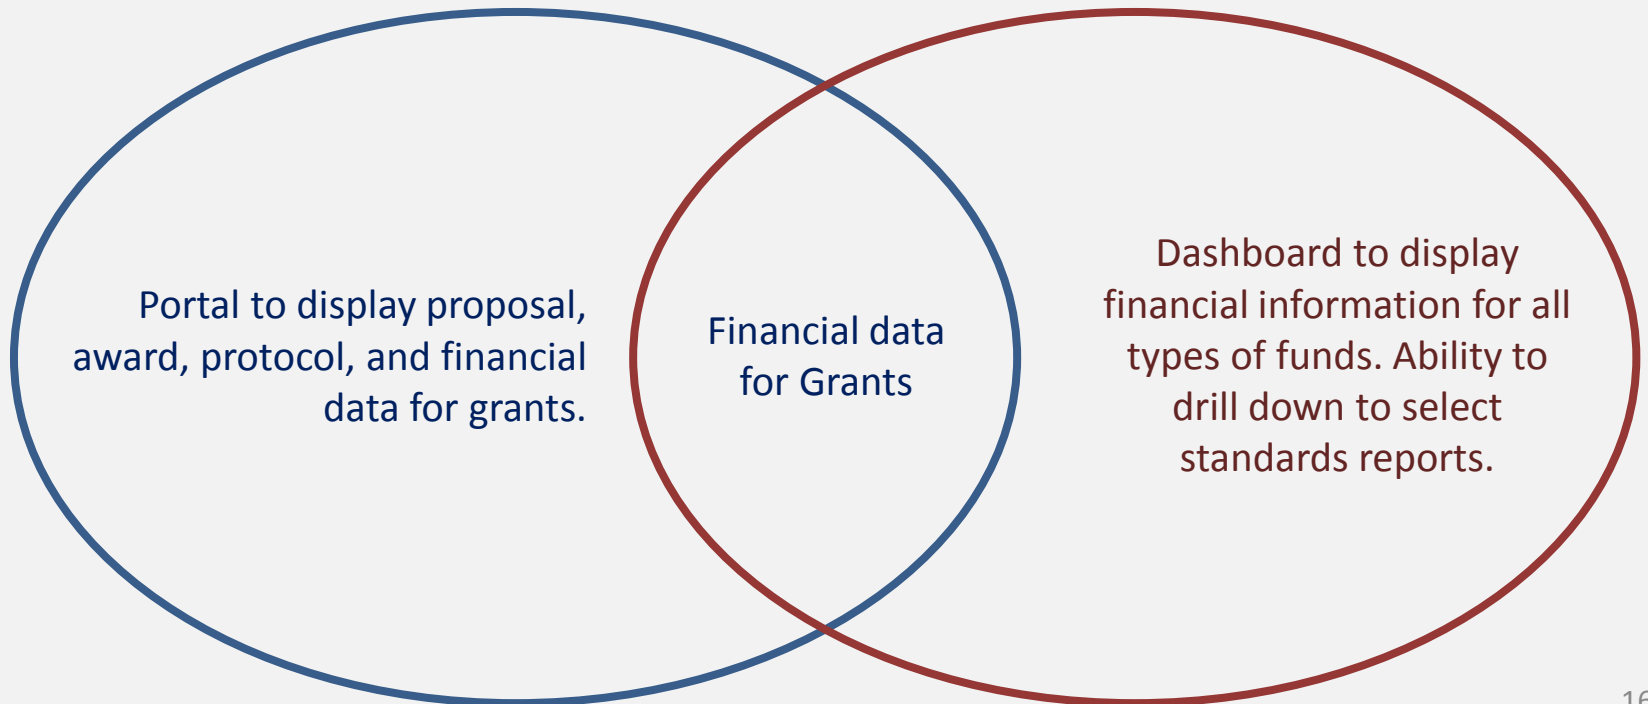 Portal to display proposal,
award, protocol, and financial
data for grants.
Financial data
for Grants
Dashboard to display
financial information for all
types of funds. Ability to
drill down to select
standards reports.
16